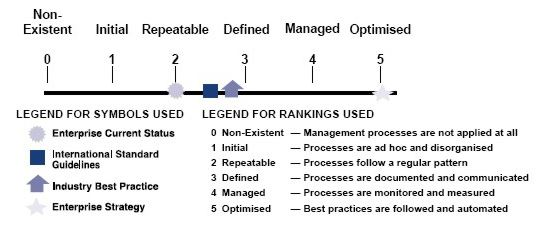 Non-
Existent Initial Repeatable Defined Managed Optimised
0 1 2 3 4 5
LEGEND FOR SYMBOLS USED
Enterprise Current Status
International Standard
Guidelines
Industry Best Practice
Enterprise Strategy
LEGEND FOR RANKINGS USED
0 Non-Existent — Management processes are not applied at all
1 Initial — Processes are ad hoc and disorganised
2 Repeatable — Processes follow a regular pattern
3 Defined — Processes are documented and communicated
4 Managed — Processes are monitored and measured
5 Optimised — Best practices are followed and automated